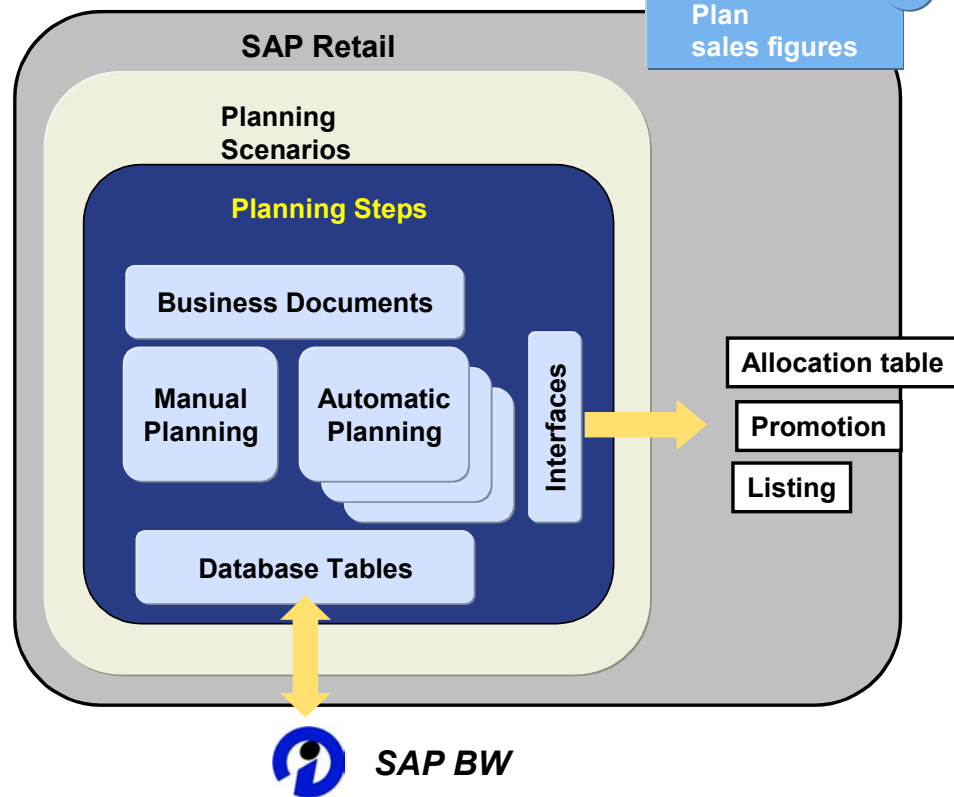 Plan
sales figures
SAP Retail
Planning
Scenarios
Planning Steps
Business Documents
Manual
Planning
Automatic
Planning
Interfaces
Database Tables
Allocation table
Promotion
Listing
SAP BW